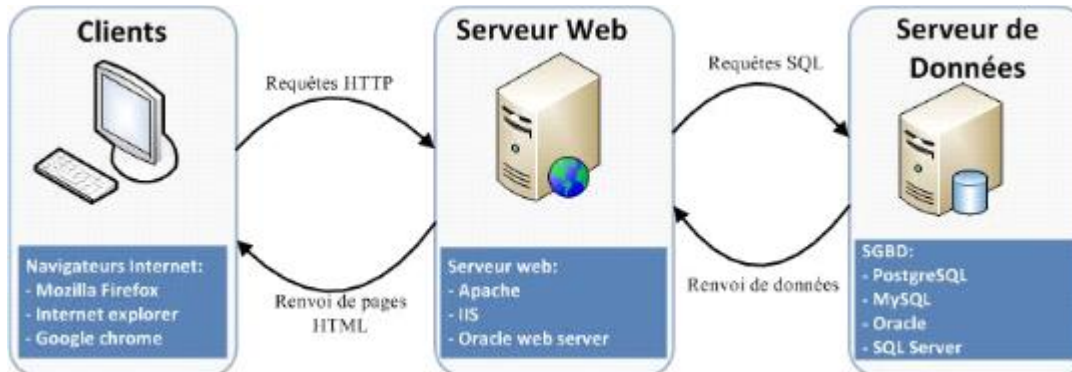 Clients
Requêtes HTTP
Renvoi de pages
HTML
Navigateurs Internet:
- Mozilla Firefox
- Internet explorer
- Google chrome
Serveur Web
Requêtes SQL
Renvoi de données
Serveur web:
- Apache
- IIS
- Oracle web server
Serveur de
Données
SGBD:
- PostgreSQL
- MySQL
- Oracle
- SQL Server